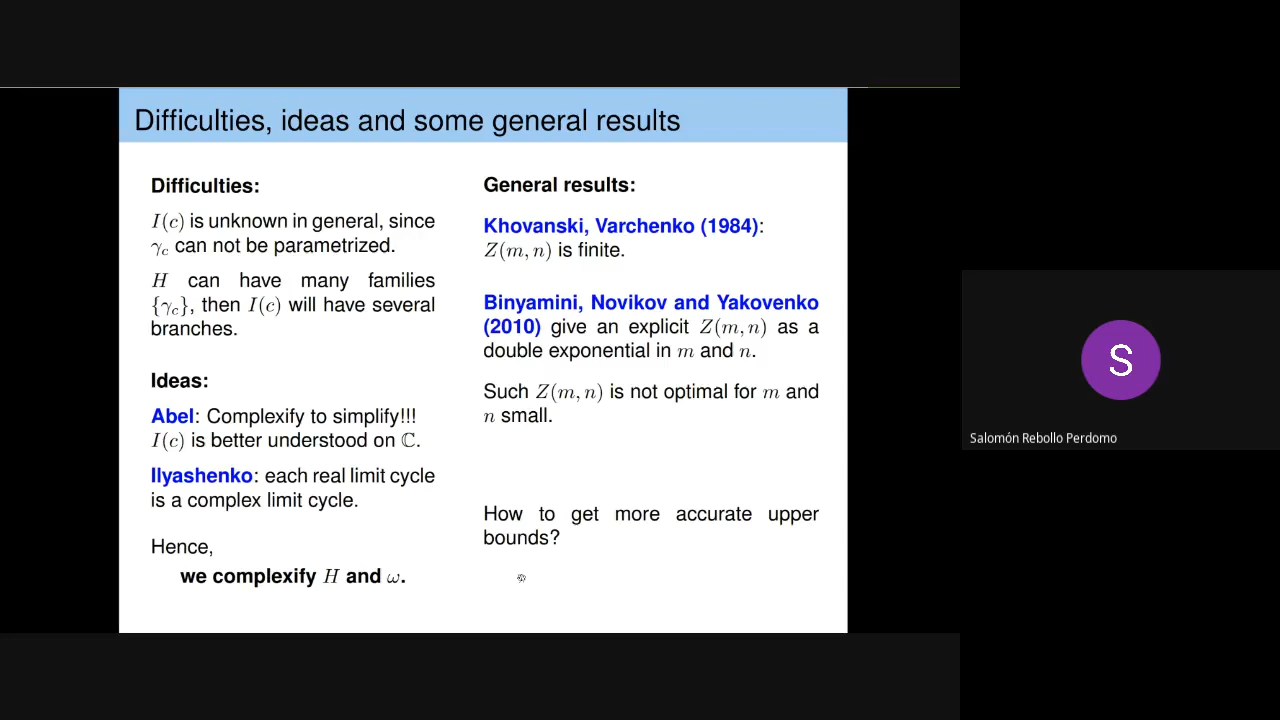 Difficulties, ideas and some general results
Difficulties:
I(c) is unknown in general, since
γc can not be parametrized.
H can have many families
{γc}, then I(c) will have several
branches.
Ideas:
Abel: Complexify to simplify!!!
I(c) is better understood on ℂ.
Ilyashenko: each real limit cycle
is a complex limit cycle.
Hence,
we complexify H and ω.
General results:
Khovanski, Varchenko (1984):
Z(m, n) is finite.
Binyamini, Novikov and Yakovenko
(2010) give an explicit Z(m, n) as a
double exponential in m and n.
Such Z(m, n) is not optimal for m and
n small.
How to get more accurate upper
bounds?
S
Salomón Rebollo Perdomo